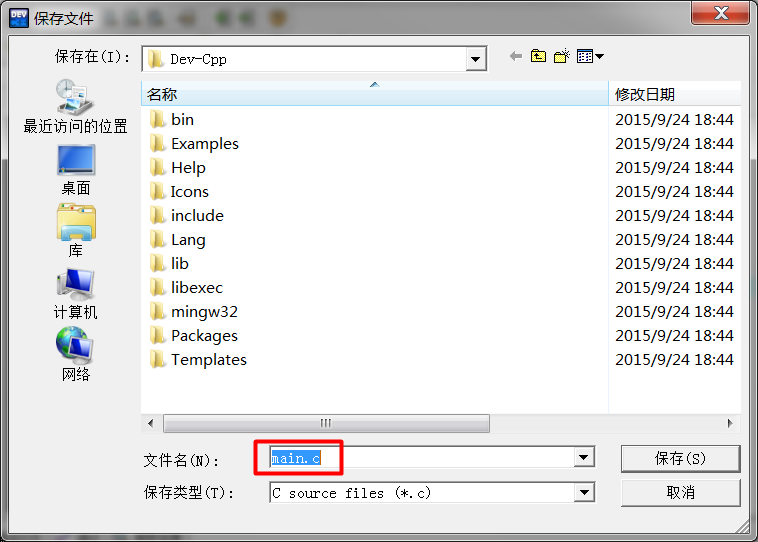 DEV 保存文件
保存在(I):
Dev-Cpp
最近访问的位置
桌面
库
计算机
网络
名称 修改日期
bin 2015/9/24 18:44
Examples 2015/9/24 18:44
Help 2015/9/24 18:44
Icons 2015/9/24 18:44
include 2015/9/24 18:44
Lang 2015/9/24 18:44
lib 2015/9/24 18:44
libexec 2015/9/24 18:44
mingw32 2015/9/24 18:44
Packages 2015/9/24 18:44
Templates 2015/9/24 18:44
文件名(N): main.c 保存(S)
保存类型(T): C source files (*.c) 取消